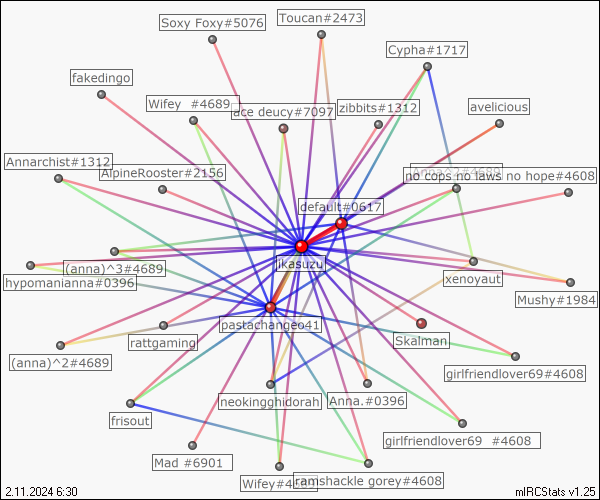 Toucan#2473
Soxy Foxy#5076
Cypha#1717
fakedingo
Wifey #4689
ace deucy#7097
zibbits#1312
avelicious
Annarchist#1312
AlpineRooster#2156
Anna^2#4689
no cops no laws no hope#4608
default#0617
ikasuzu
(anna)^3#4689
hypomanianna#0396
xenoyaut
Mushy#1984
pastachangeo41
rattgaming
Skalman
(anna)^2#4689
girlfriendlover69#4608
neokingghidorah
Anna.#0396
frisout
girlfriendlover69 #4608
Mad #6901
Wifey
ramshackle gorey#4608
2.11.2024 6:30
mIRCStats v1.25